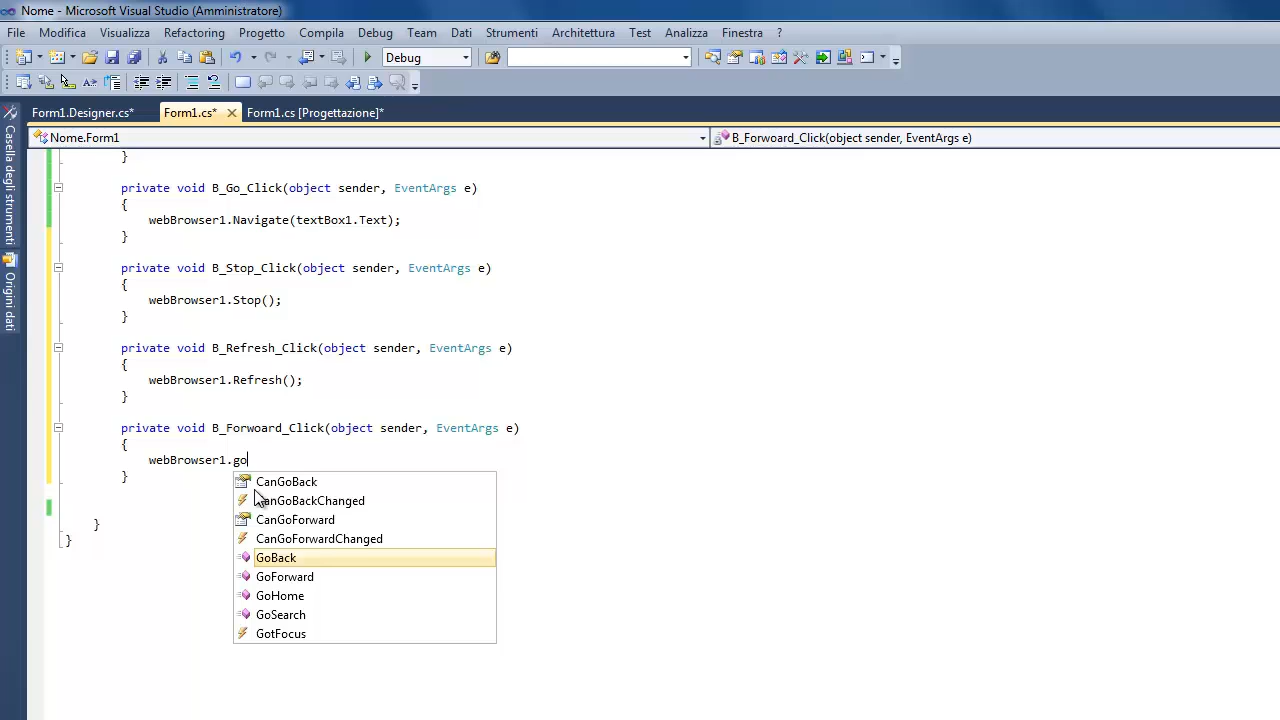 Nome - Microsoft Visual Studio (Amministratore)
File Modifica Visualizza Refactoring Progetto Compila Debug Team Dati Strumenti Architettura Test Analizza Finestra ?
Debug
Form1.Designer.cs* Form1.cs* Form1.cs [Progettazione]*
Nome.Form1 B_Forwoard_Click(object sender, EventArgs e)
Casella degli strumenti
Origini dati
}
private void B_Go_Click(object sender, EventArgs e)
{
webBrowser1.Navigate(textBox1.Text);
}
private void B_Stop_Click(object sender, EventArgs e)
{
webBrowser1.Stop();
}
private void B_Refresh_Click(object sender, EventArgs e)
{
webBrowser1.Refresh();
}
private void B_Forwoard_Click(object sender, EventArgs e)
{
webBrowser1.go
}
CanGoBack
CanGoBackChanged
CanGoForward
CanGoForwardChanged
GoBack
GoForward
GoHome
GoSearch
GotFocus
}
}